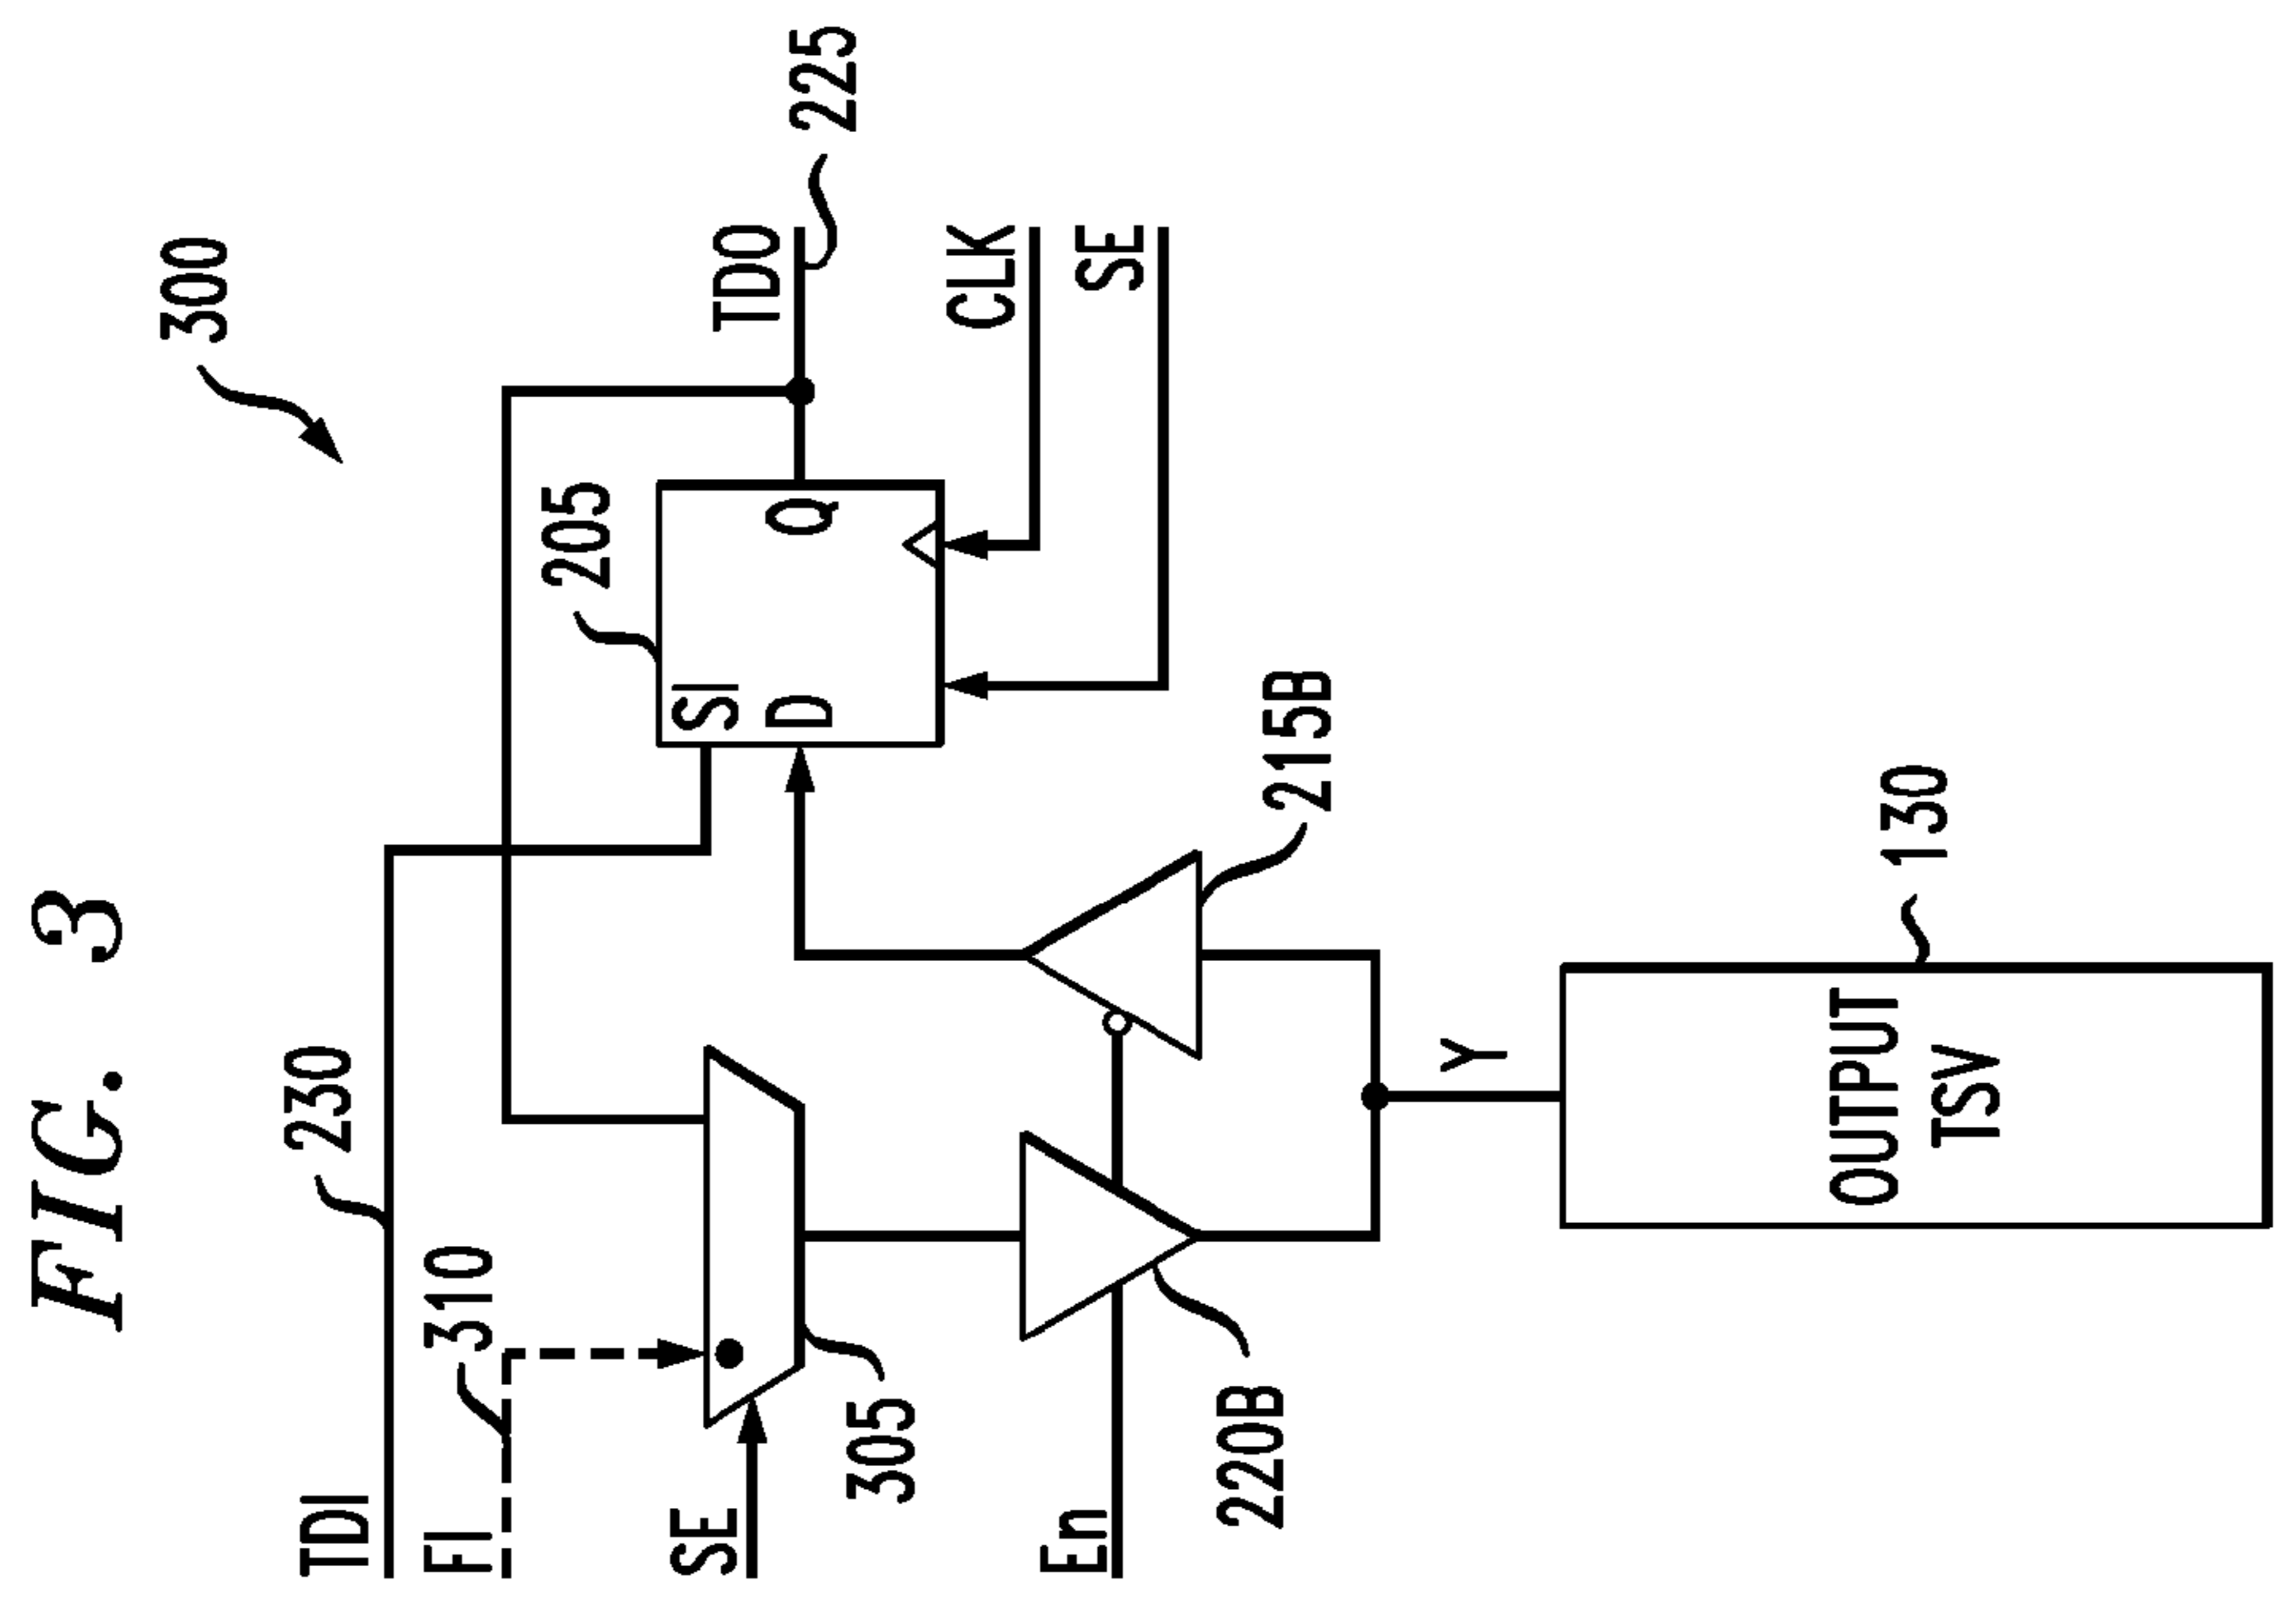 FIG. 3
300
TDI
230
FI
310
SE
305
205
SI
D
Q
TDO
225
CLK
SE
En
220B
215B
Y
OUTPUT
TSV
130